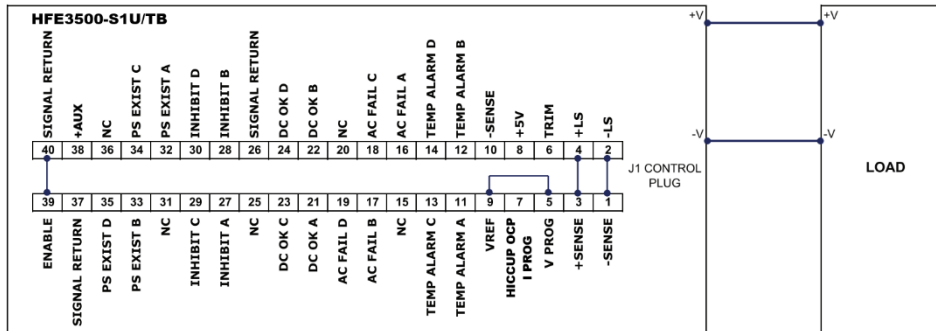 HFE3500-S1U/TB
+V
+V
SIGNAL RETURN
+AUX
NC
PS EXIST C
PS EXIST A
INHIBIT D
INHIBIT B
SIGNAL RETURN
DC OK D
DC OK B
NC
AC FAIL C
AC FAIL A
TEMP ALARM D
TEMP ALARM B
-SENSE
+5V
TRIM
+LS
-LS
40 38 36 34 32 30 28 26 24 22 20 18 16 14 12 10 8 6 4 2
-V
-V
J1 CONTROL
PLUG
LOAD
39 37 35 33 31 29 27 25 23 21 19 17 15 13 11 9 7 5 3 1
ENABLE
SIGNAL RETURN
PS EXIST D
PS EXIST B
NC
INHIBIT C
INHIBIT A
NC
DC OK C
DC OK A
AC FAIL D
AC FAIL B
NC
TEMP ALARM C
TEMP ALARM A
VREF
HICCUP OCP
I PROG
V PROG
+SENSE
-SENSE